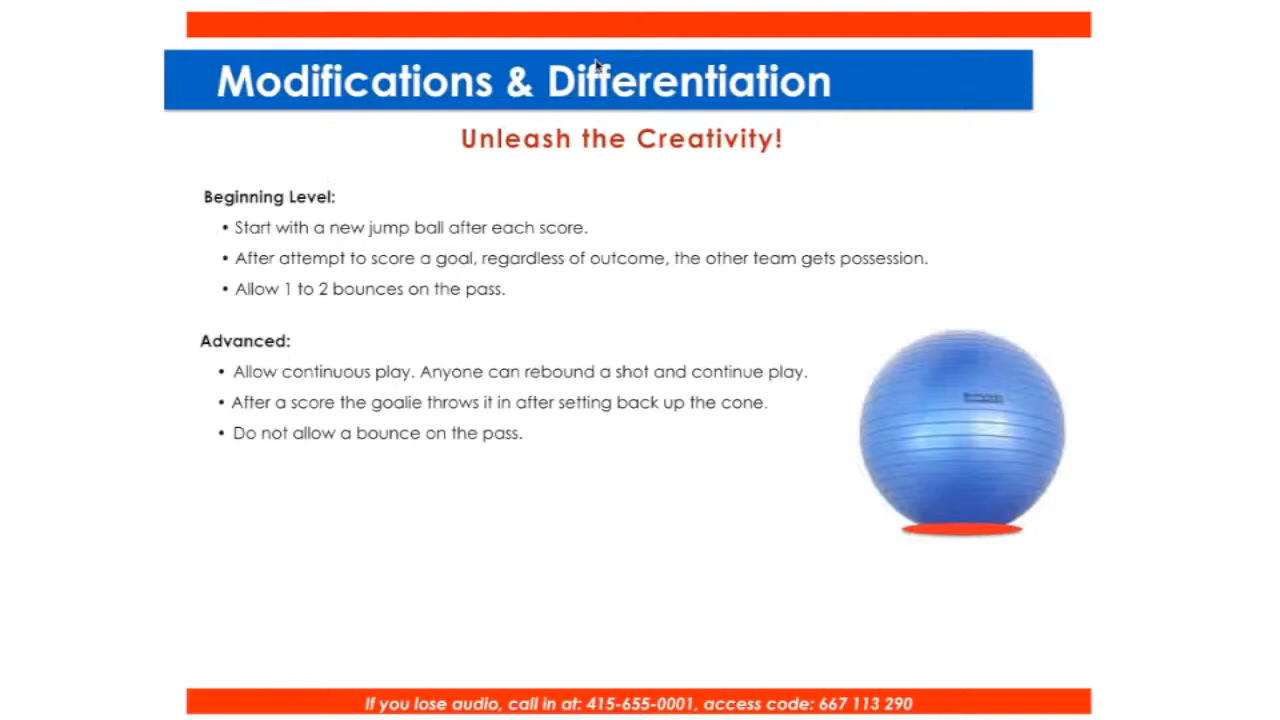 Modifications & Differentiation
Unleash the Creativity!
Beginning Level:
• Start with a new jump ball after each score.
• After attempt to score a goal, regardless of outcome, the other team gets possession.
• Allow 1 to 2 bounces on the pass.
Advanced:
• Allow continuous play. Anyone can rebound a shot and continue play.
• After a score the goalie throws it in after setting back up the cone.
• Do not allow a bounce on the pass.
If you lose audio, call in at: 415-655-0001, access code: 667 113 290